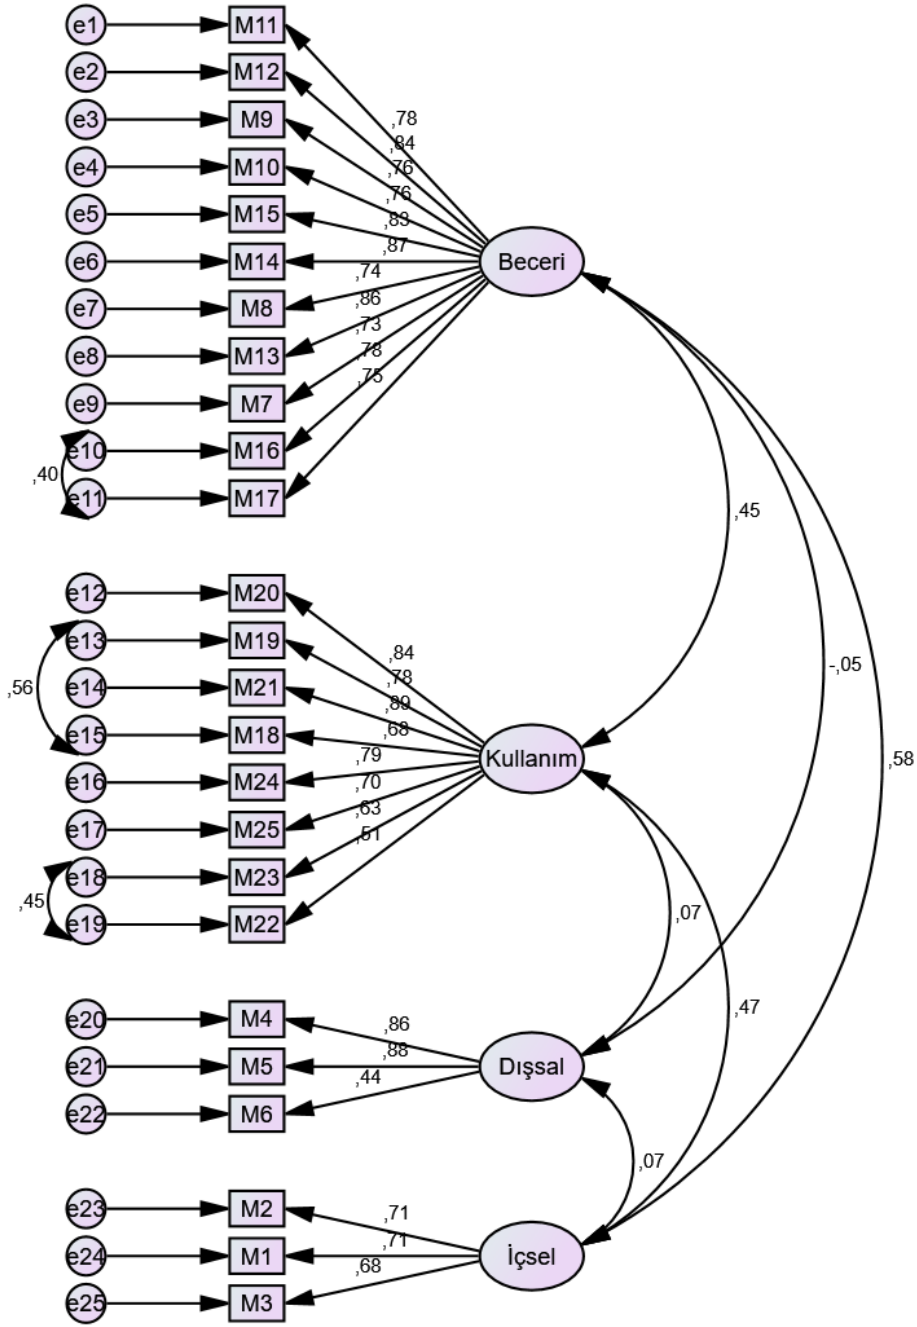 e1 M11
e2 M12
e3 M9
e4 M10
e5 M15
e6 M14
e7 M8
e8 M13
e9 M7
e10 M16
e11 M17
,40
,78
,84
,76
,76
,83
,87
,74
,86
,73
,78
,75
Beceri
,45
-,05
,58
e12 M20
e13 M19
e14 M21
e15 M18
e16 M24
e17 M25
e18 M23
e19 M22
,56
,45
,84
,78
,89
,68
,79
,70
,63
,51
Kullanım
,07
,47
e20 M4
e21 M5
e22 M6
,86
,88
,44
Dışsal
,07
e23 M2
e24 M1
e25 M3
,71
,71
,68
İçsel